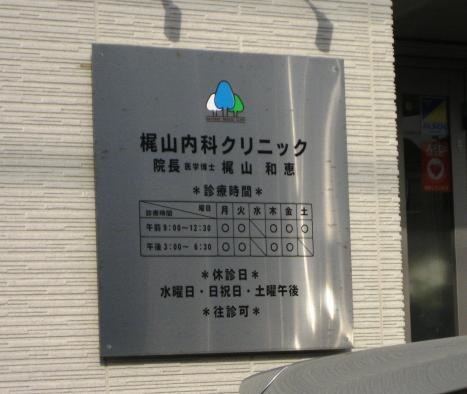 梶山内科クリニック
院長 医学博士 梶山 和恵
＊診療時間＊
診療時間 曜日 月 火 水 木 金 土
午前 9:00～12:30 ○ ○ ＼ ○ ○ ○
午後 3:00～ 6:30 ○ ○ ＼ ○ ○ ＼
＊休診日＊
水曜日・日祝日・土曜午後
＊往診可＊